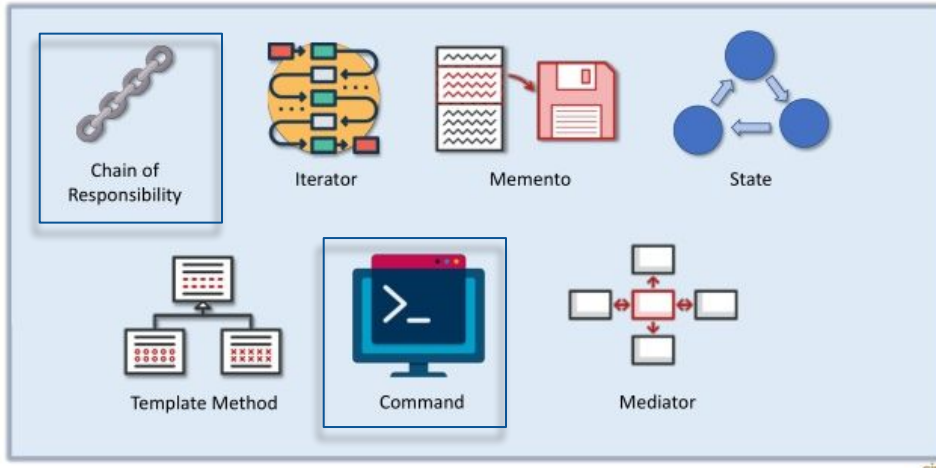 Chain of
Responsibility
Iterator
Memento
State
Template Method
Command
Mediator